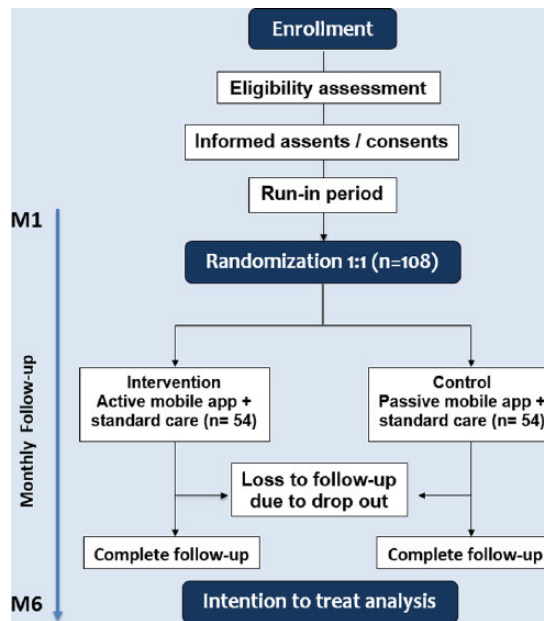 Enrollment
Eligibility assessment
Informed assents / consents
Run-in period
M1
Randomization 1:1 (n=108)
Intervention
Active mobile app +
standard care (n= 54)
Control
Passive mobile app +
standard care (n= 54)
Monthly Follow-up
Loss to follow-up
due to drop out
Complete follow-up
Complete follow-up
M6
Intention to treat analysis